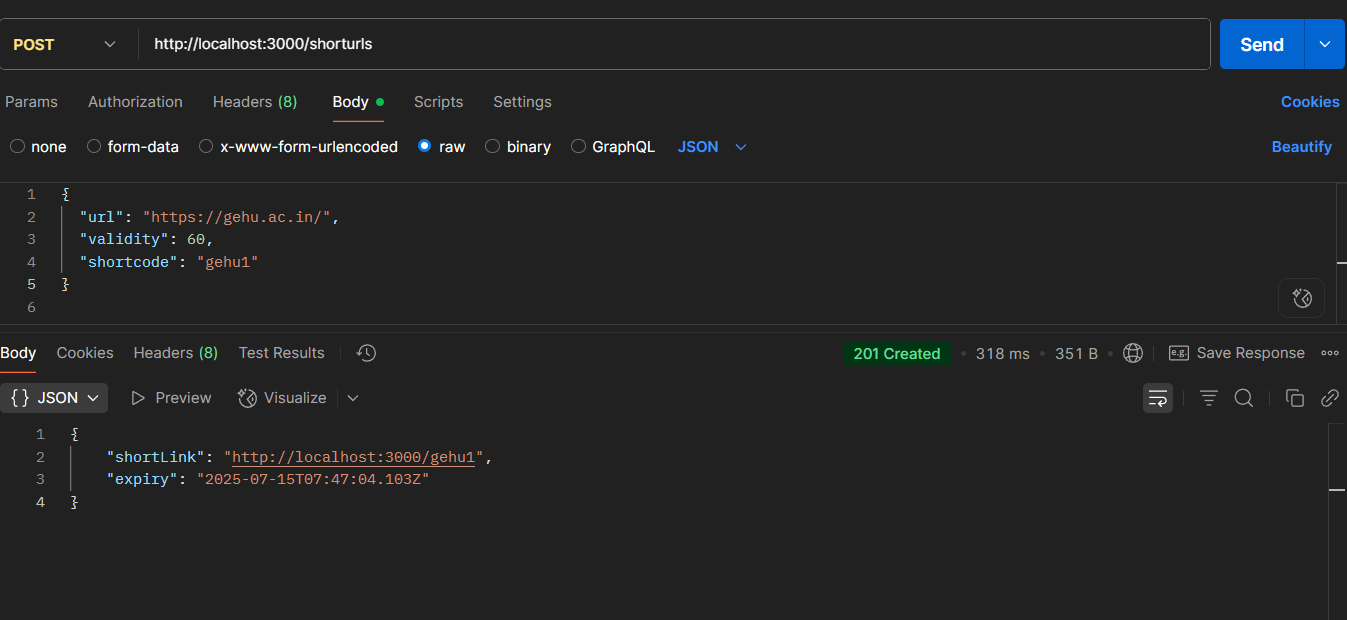 POST http://localhost:3000/shorturls Send
Params Authorization Headers (8) Body Scripts Settings Cookies
none form-data x-www-form-urlencoded raw binary GraphQL JSON Beautify
1 {
2 "url": "https://gehu.ac.in/",
3 "validity": 60,
4 "shortcode": "gehu1"
5 }
6
Body Cookies Headers (8) Test Results 201 Created • 318 ms • 351 B • e.g. Save Response
{} JSON Preview Visualize
1 {
2 "shortLink": "http://localhost:3000/gehu1",
3 "expiry": "2025-07-15T07:47:04.103Z"
4 }